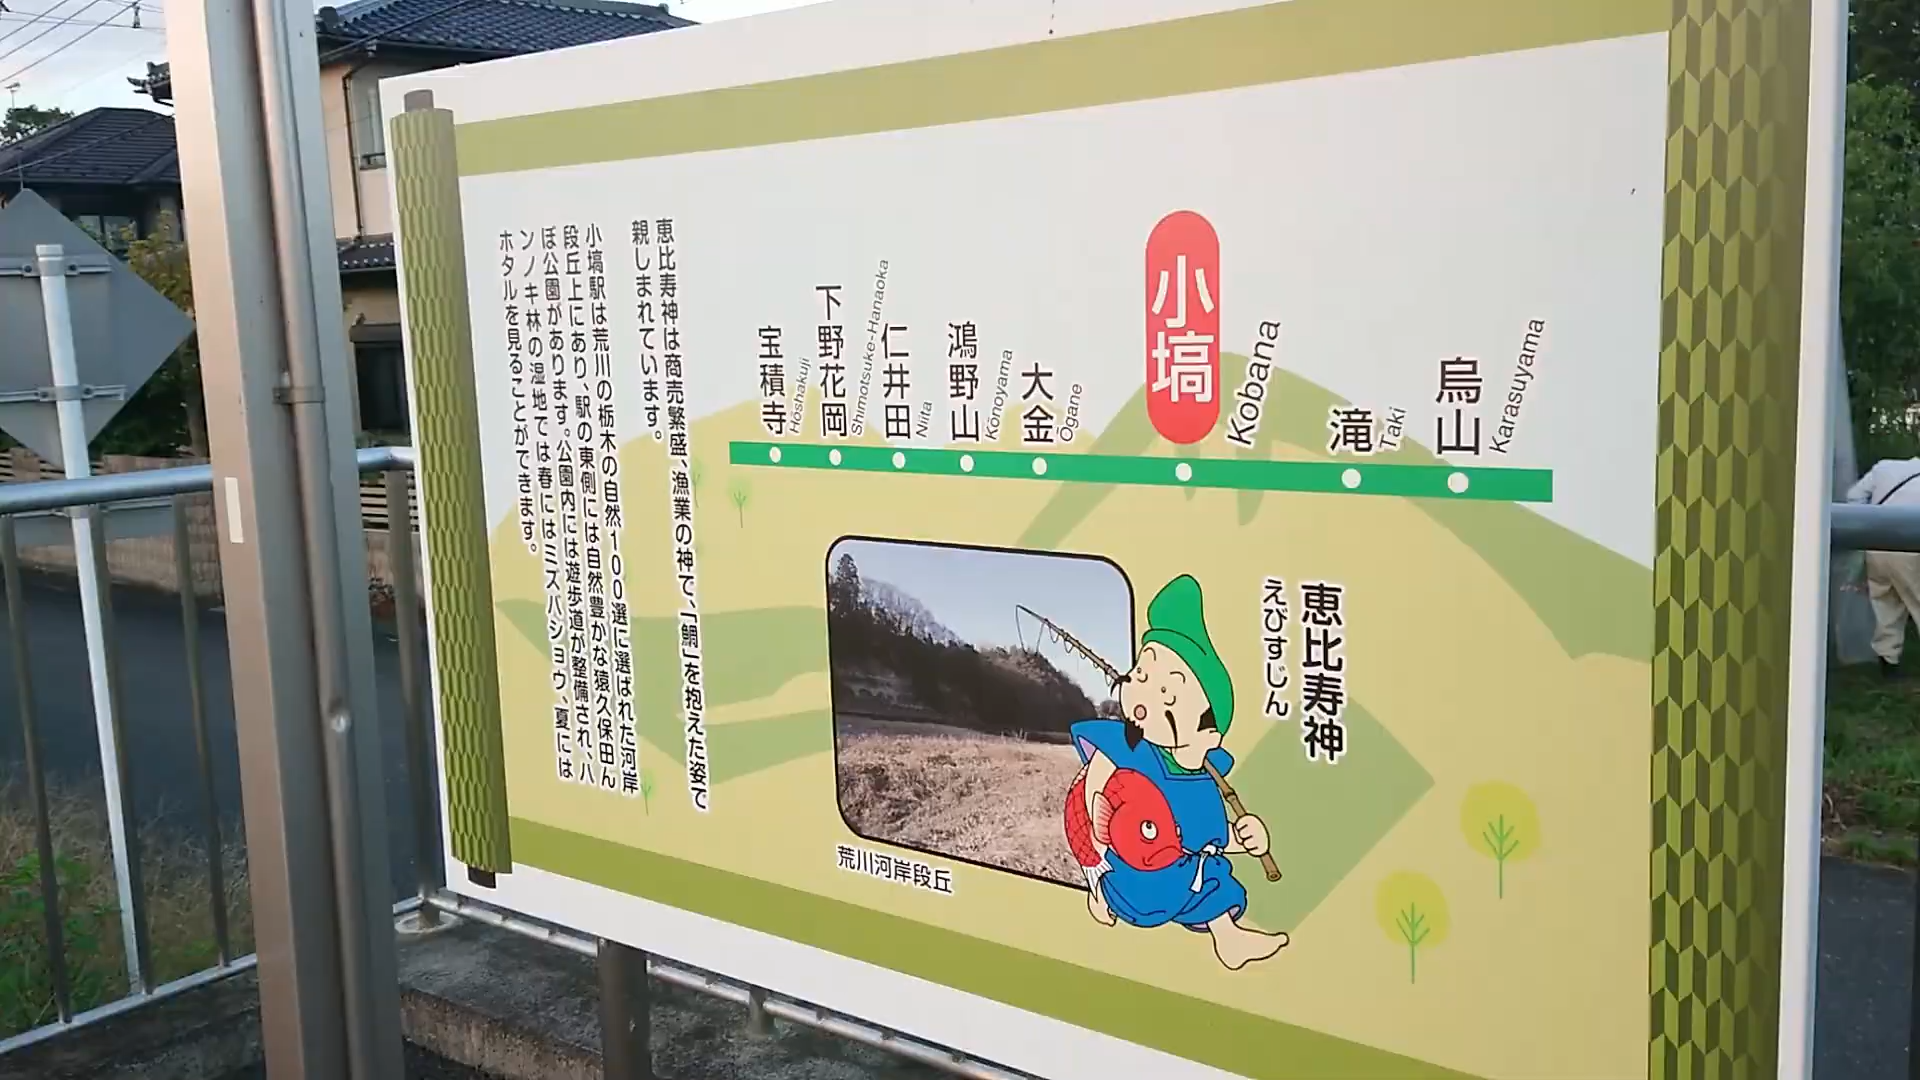 宝積寺
Hōshakuji
下野花岡
Shimotsuke-Hanaoka
仁井田
Niita
鴻野山
Kōnoyama
大金
Ōgane
小塙
Kobana
滝
Taki
烏山
Karasuyama
恵比寿神
えびすじん
恵比寿神は商売繁盛、漁業の神で、「鯛」を抱えた姿で
親しまれています。
小塙駅は荒川の栃木の自然100選に選ばれた河岸
段丘上にあり、駅の東側には自然豊かな猿久保田ん
ぼ公園があります。公園内には遊歩道が整備され、ハ
ンノキ林の湿地では春にはミズバショウ、夏には
ホタルを見ることができます。
荒川河岸段丘